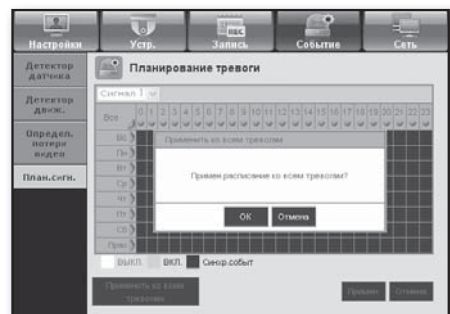 Настройки Устр. Запись Событие Сеть
REC
Детектор датчика
Детектор движ.
Определ. потери видео
План.сигн.
Планирование тревоги
Сигнал 1
Все 0 1 2 3 4 5 6 7 8 9 10 11 12 13 14 15 16 17 18 19 20 21 22 23
Вс
Пн
Вт
Ср
Чт
Пт
Сб
Празд
Применить ко всем тревогам
Примен.расписание ко всем тревогам?
ОК Отмена
ВЫКЛ. ВКЛ. Синхр.событ
Применить ко всем тревогам
Примен. Отмена